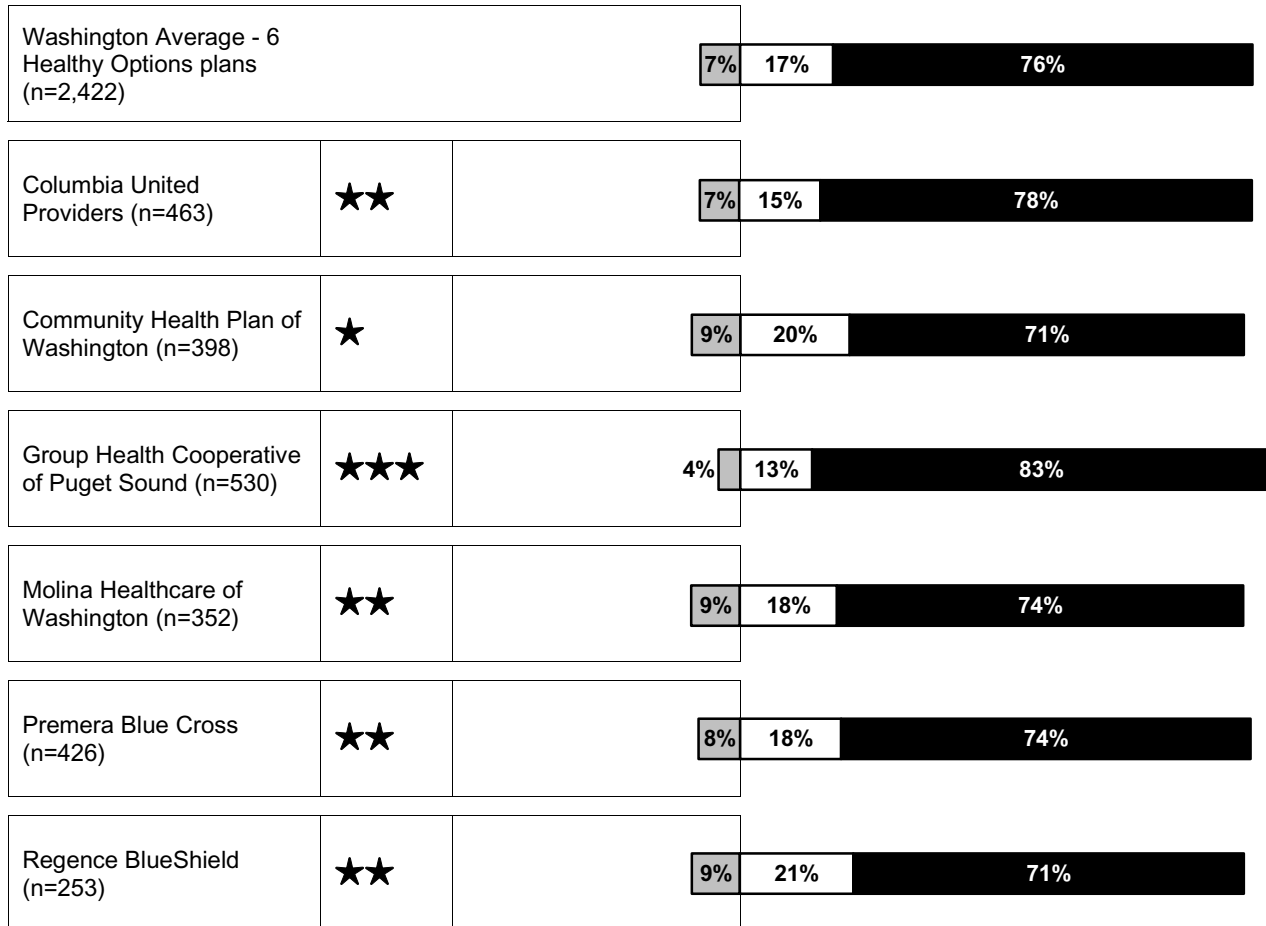 Washington Average - 6
Healthy Options plans
(n=2,422)
7% 17% 76%
Columbia United
Providers (n=463)
★★
7% 15% 78%
Community Health Plan of
Washington (n=398)
★
9% 20% 71%
Group Health Cooperative
of Puget Sound (n=530)
★★★
4% 13% 83%
Molina Healthcare of
Washington (n=352)
★★
9% 18% 74%
Premera Blue Cross
(n=426)
★★
8% 18% 74%
Regence BlueShield
(n=253)
★★
9% 21% 71%